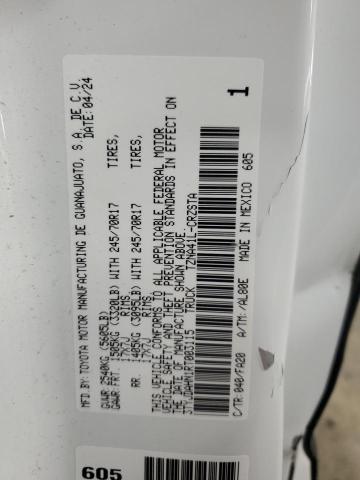 MFD.BY:TOYOTA MOTOR MANUFACTURING DE GUANAJUATO, S.A. DE C.V.
DATE: 04/24
GVWR 2540KG (5605LB)
GAWR: FRT. 1505KG (3320LB) WITH 245/70R17 TIRES,
17X7J RIMS
RR. 1405KG (3095LB) WITH 245/70R17 TIRES,
17X7J RIMS
THIS VEHICLE CONFORMS TO ALL APPLICABLE FEDERAL MOTOR
VEHICLE SAFETY AND THEFT PREVENTION STANDARDS IN EFFECT ON
THE DATE OF MANUFACTURE SHOWN ABOVE.
TRUCK TZNA41L-CRZSTA
1
C/TR: 040/FA20 A/TM: /AL80E MADE IN MEXICO 605
605